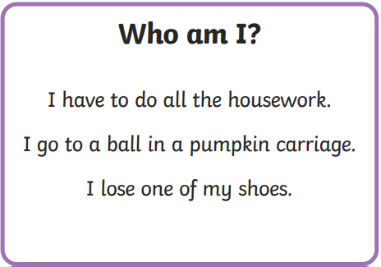 Who am I?
I have to do all the housework.
I go to a ball in a pumpkin carriage.
I lose one of my shoes.